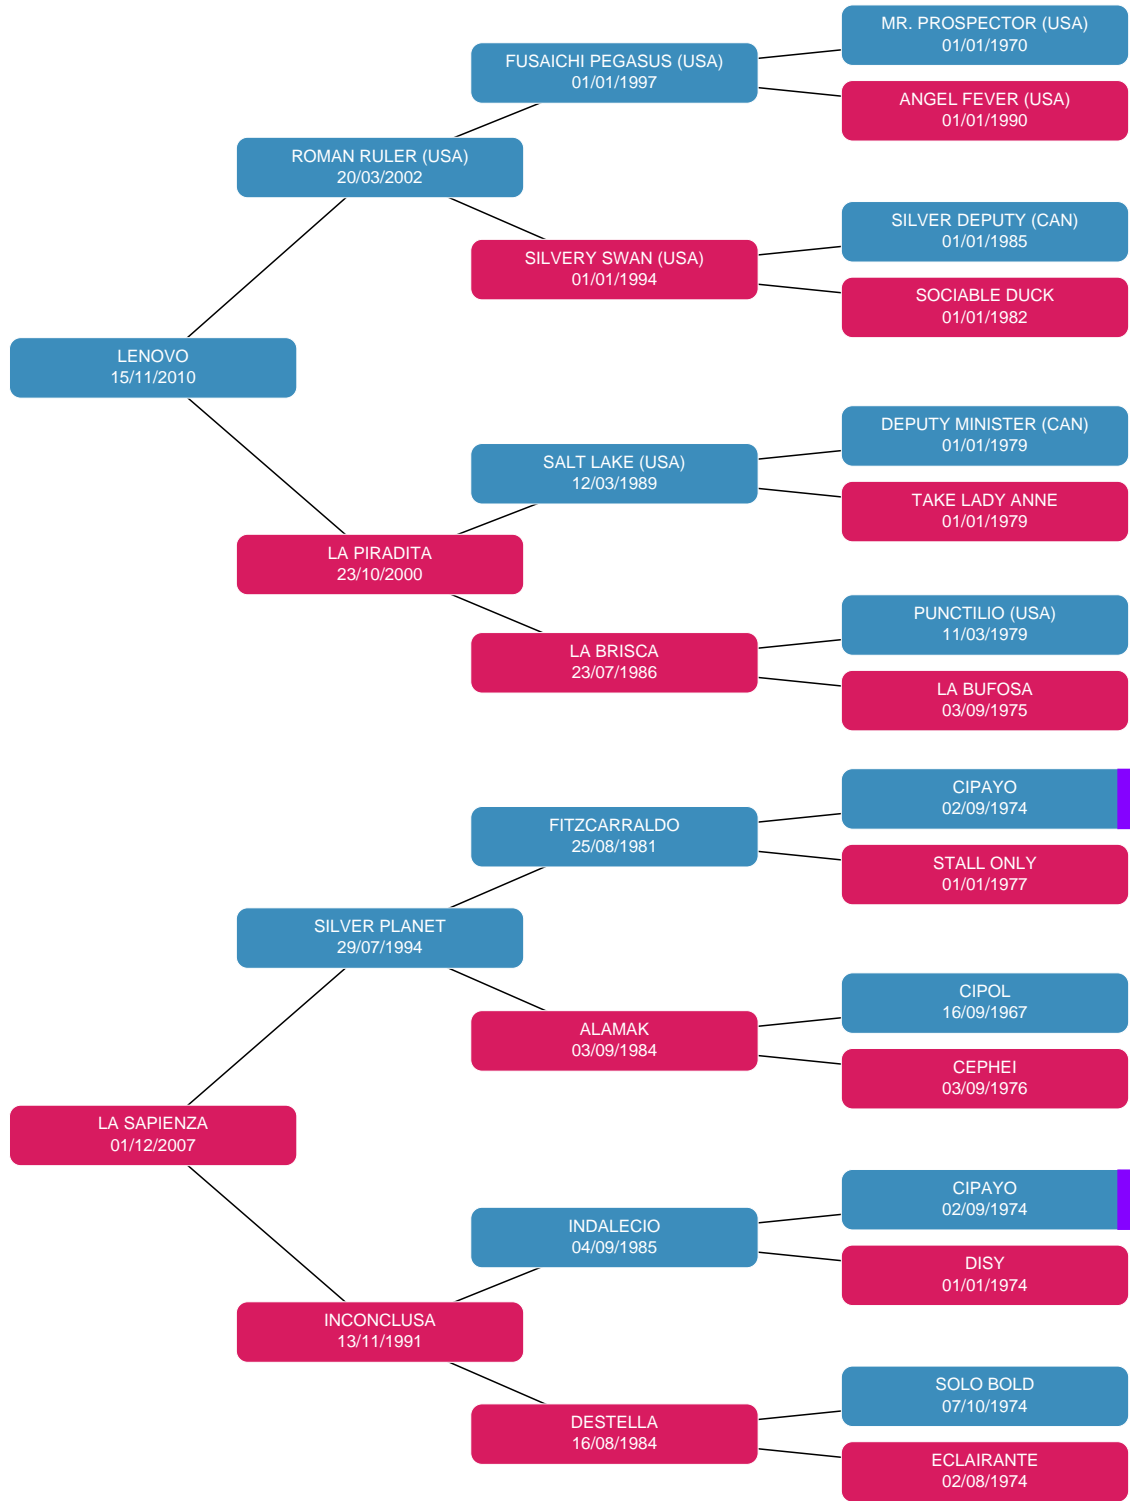 MR. PROSPECTOR (USA)
01/01/1970
FUSAICHI PEGASUS (USA)
01/01/1997
ANGEL FEVER (USA)
01/01/1990
ROMAN RULER (USA)
20/03/2002
SILVER DEPUTY (CAN)
01/01/1985
SILVERY SWAN (USA)
01/01/1994
SOCIABLE DUCK
01/01/1982
LENOVO
15/11/2010
DEPUTY MINISTER (CAN)
01/01/1979
SALT LAKE (USA)
12/03/1989
TAKE LADY ANNE
01/01/1979
LA PIRADITA
23/10/2000
PUNCTILIO (USA)
11/03/1979
LA BRISCA
23/07/1986
LA BUFOSA
03/09/1975
CIPAYO
02/09/1974
FITZCARRALDO
25/08/1981
STALL ONLY
01/01/1977
SILVER PLANET
29/07/1994
CIPOL
16/09/1967
ALAMAK
03/09/1984
CEPHEI
03/09/1976
LA SAPIENZA
01/12/2007
CIPAYO
02/09/1974
INDALECIO
04/09/1985
DISY
01/01/1974
INCONCLUSA
13/11/1991
SOLO BOLD
07/10/1974
DESTELLA
16/08/1984
ECLAIRANTE
02/08/1974